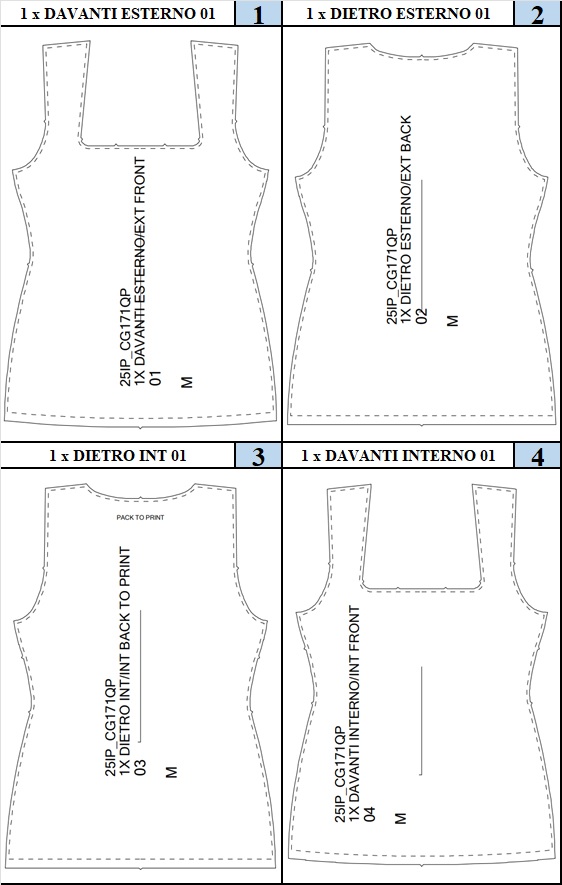 1 x DAVANTI ESTERNO 01
1
25IP_CG171QP
1X DAVANTI ESTERNO/EXT FRONT
01
M
1 x DIETRO ESTERNO 01
2
25IP_CG171QP
1X DIETRO ESTERNO/EXT BACK
02
M
1 x DIETRO INT 01
3
PACK TO PRINT
25IP_CG171QP
1X DIETRO INT/INT BACK TO PRINT
03
M
1 x DAVANTI INTERNO 01
4
25IP_CG171QP
1X DAVANTI INTERNO/INT FRONT
04
M